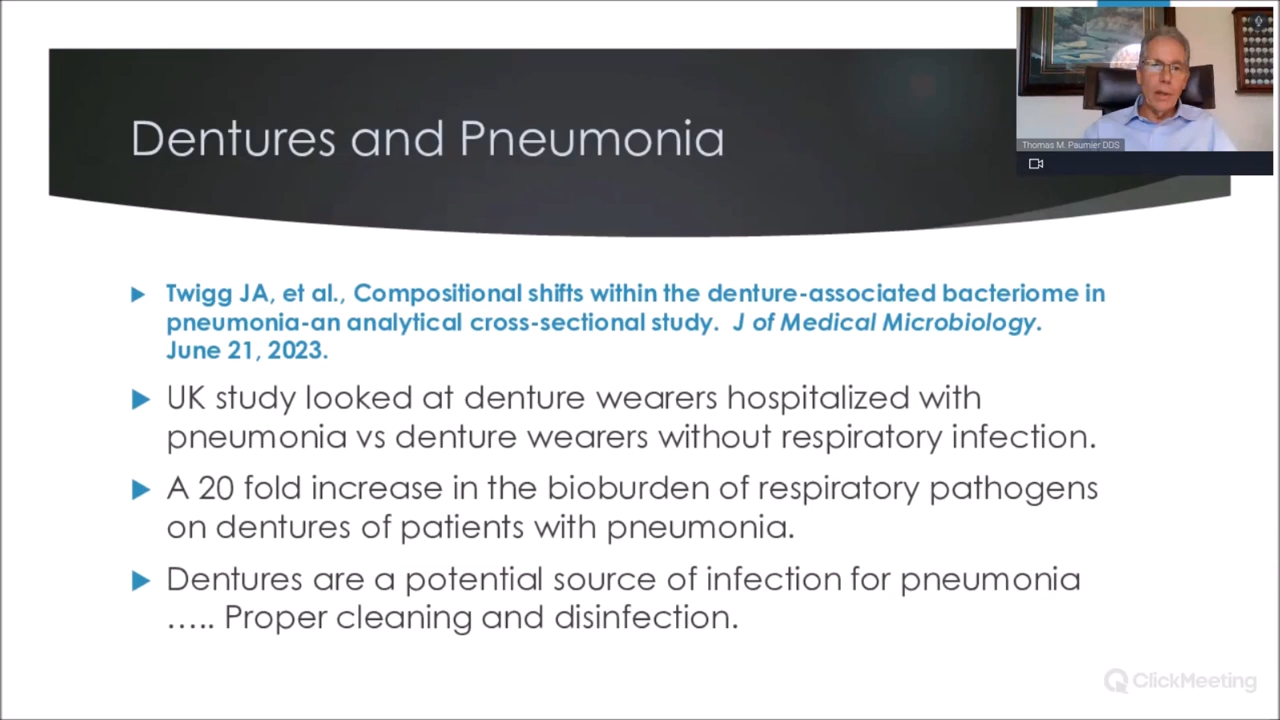 Dentures and Pneumonia
Thomas M. Paumier DDS
Twigg JA, et al., Compositional shifts within the denture-associated bacteriome in
pneumonia-an analytical cross-sectional study. J of Medical Microbiology.
June 21, 2023.
UK study looked at denture wearers hospitalized with
pneumonia vs denture wearers without respiratory infection.
A 20 fold increase in the bioburden of respiratory pathogens
on dentures of patients with pneumonia.
Dentures are a potential source of infection for pneumonia
….. Proper cleaning and disinfection.
ClickMeeting